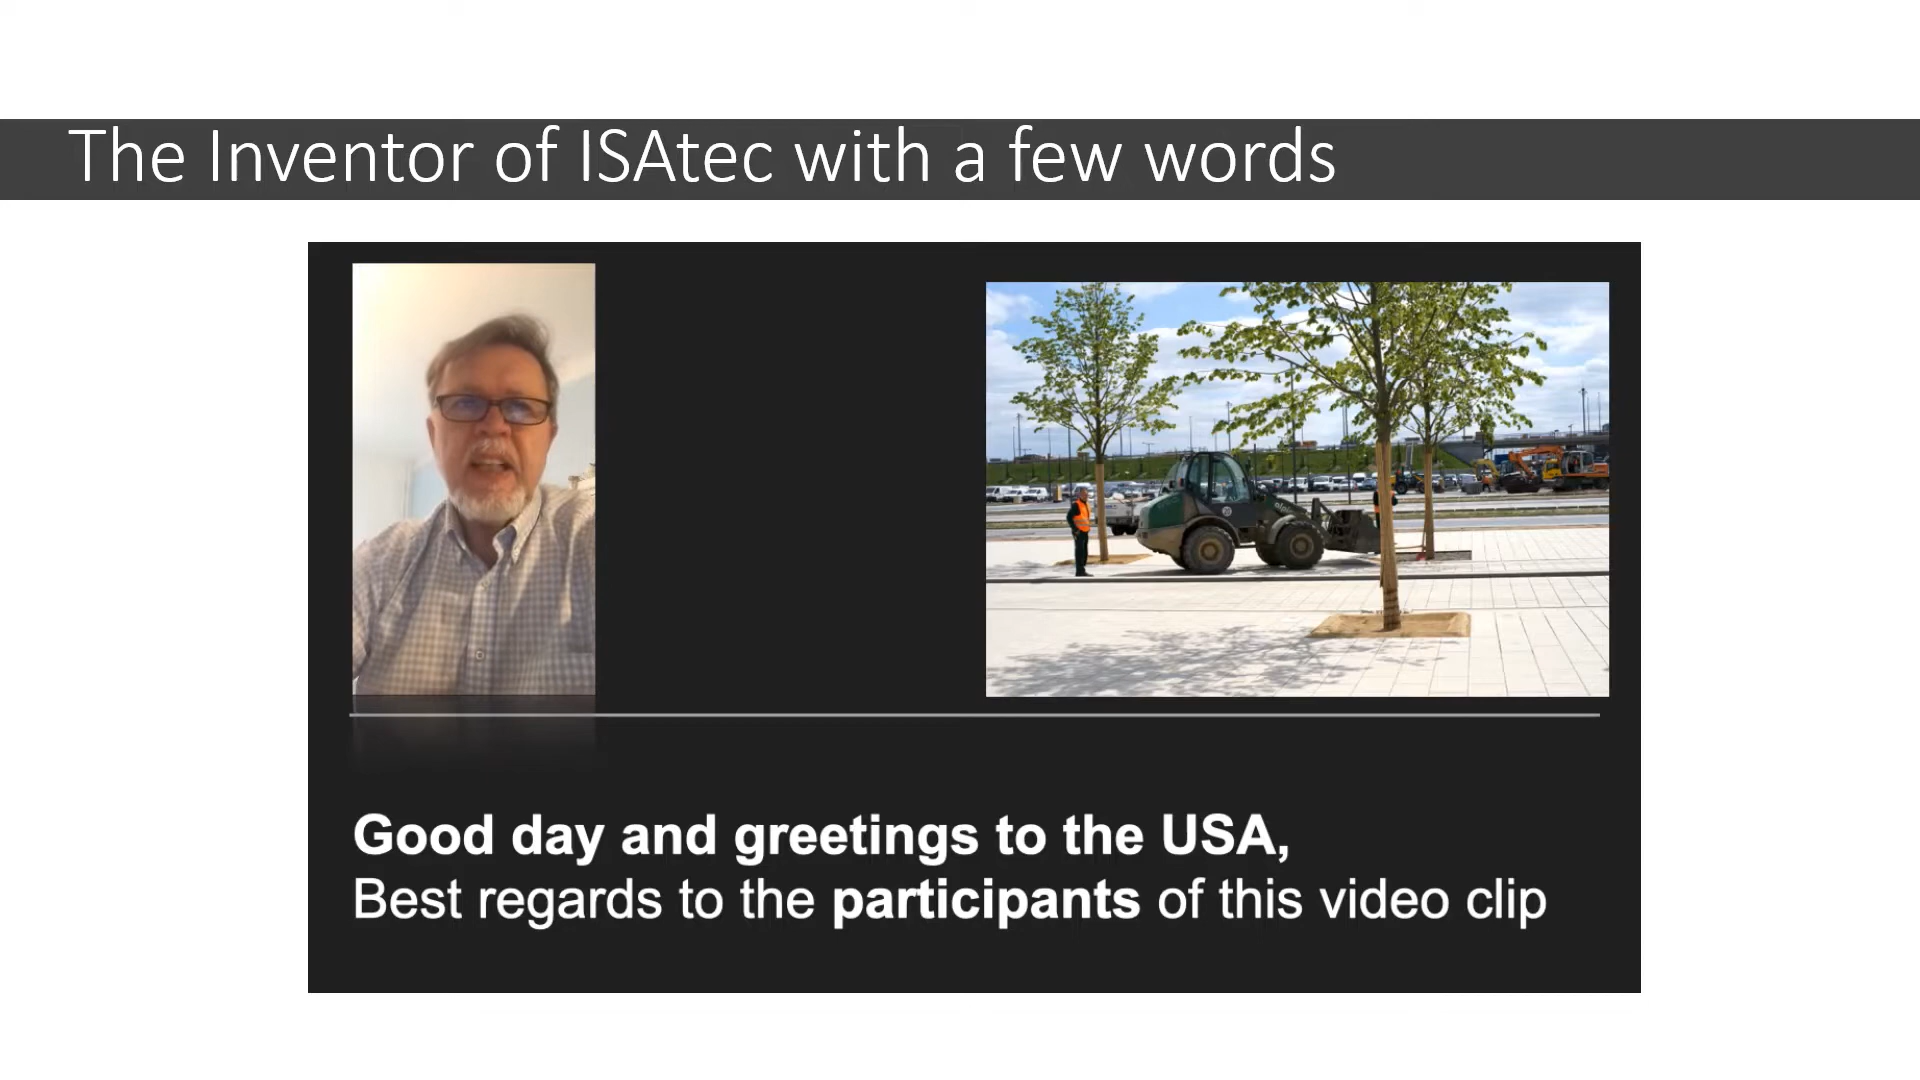 The Inventor of ISAtec with a few words
Good day and greetings to the USA,
Best regards to the participants of this video clip